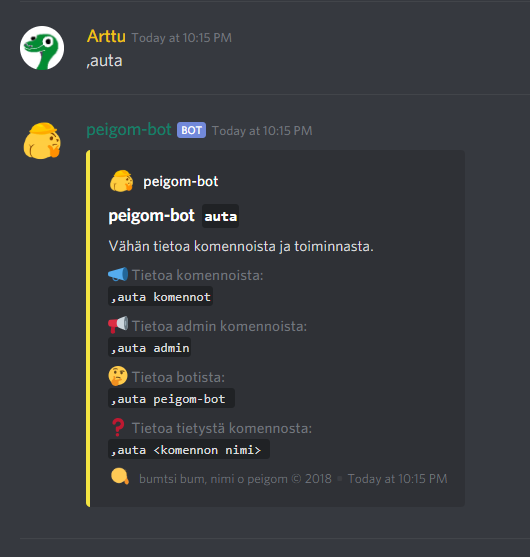 Arttu Today at 10:15 PM
,auta
peigom-bot BOT Today at 10:15 PM
peigom-bot
peigom-bot auta
Vähän tietoa komennoista ja toiminnasta.
Tietoa komennoista:
,auta komennot
Tietoa admin komennoista:
,auta admin
Tietoa botista:
,auta peigom-bot
Tietoa tietystä komennosta:
,auta <komennon nimi>
bumtsi bum, nimi o peigom © 2018 • Today at 10:15 PM